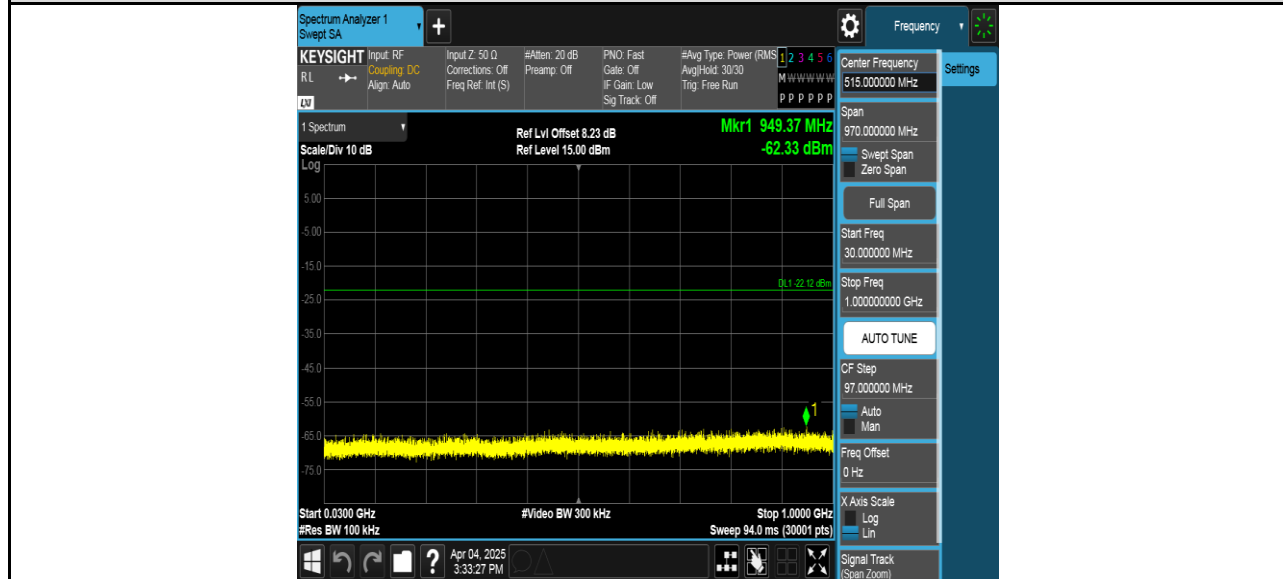 Spectrum Analyzer 1
Swept SA
+
Frequency
KEYSIGHT
RL
LXI
Input: RF
Coupling: DC
Align: Auto
Input Z: 50 Ω
Corrections: Off
Freq Ref: Int (S)
#Atten: 20 dB
Preamp: Off
PNO: Fast
Gate: Off
IF Gain: Low
Sig Track: Off
#Avg Type: Power (RMS
Avg|Hold: 30/30
Trig: Free Run
1 2 3 4 5 6
M W W W W W
P P P P P P
1 Spectrum
Scale/Div 10 dB
Log
Ref Lvl Offset 8.23 dB
Ref Level 15.00 dBm
Mkr1 949.37 MHz
-62.33 dBm
5.00
-5.00
-15.0
DL1 -22.12 dBm
-25.0
-35.0
-45.0
-55.0
1
-65.0
-75.0
Start 0.0300 GHz
#Res BW 100 kHz
#Video BW 300 kHz
Stop 1.0000 GHz
Sweep 94.0 ms (30001 pts)
?
Apr 04, 2025
3:33:27 PM
Center Frequency
515.000000 MHz
Settings
Span
970.000000 MHz
Swept Span
Zero Span
Full Span
Start Freq
30.000000 MHz
Stop Freq
1.000000000 GHz
AUTO TUNE
CF Step
97.000000 MHz
Auto
Man
Freq Offset
0 Hz
X Axis Scale
Log
Lin
Signal Track
(Span Zoom)